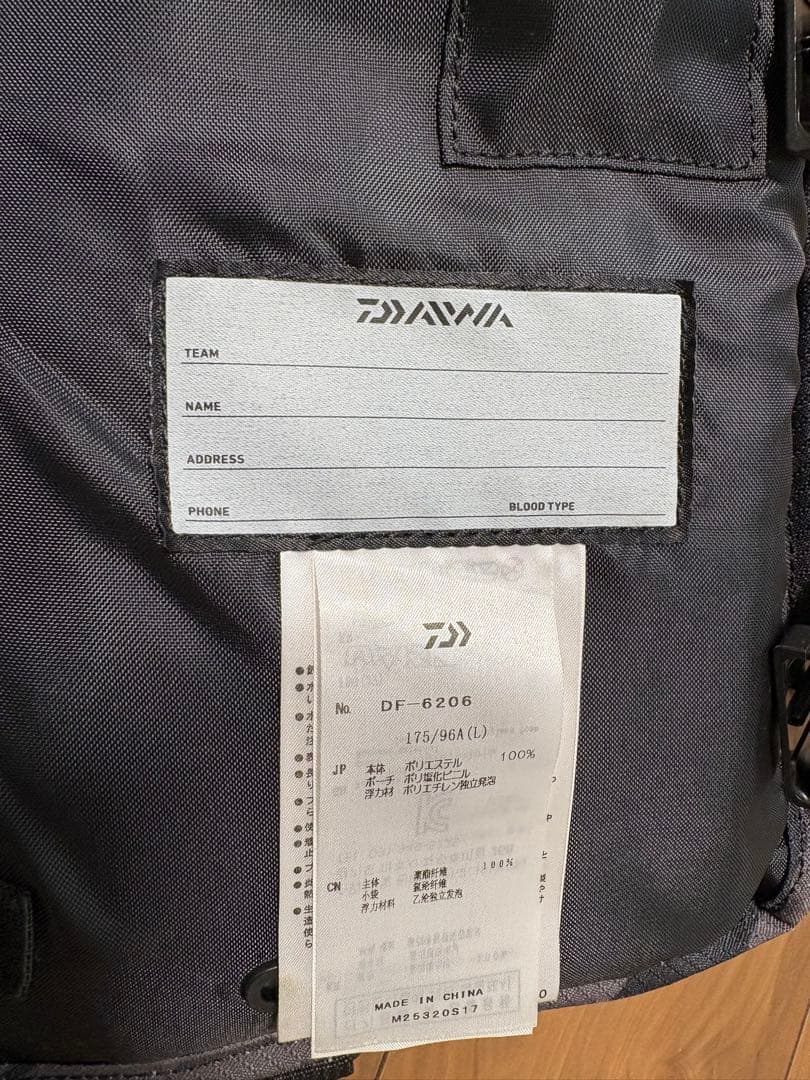 DAIWA
TEAM
NAME
ADDRESS
PHONE BLOOD TYPE
No. DF-6206
175/96A(L)
JP 本体 ポリエステル 100%
ポーチ ポリ塩化ビニル
浮力材 ポリエチレン独立発泡
CN 主体 聚酯纤维 100%
小袋 氯纶纤维
浮力材料 乙纶独立发泡
MADE IN CHINA
M25320S17